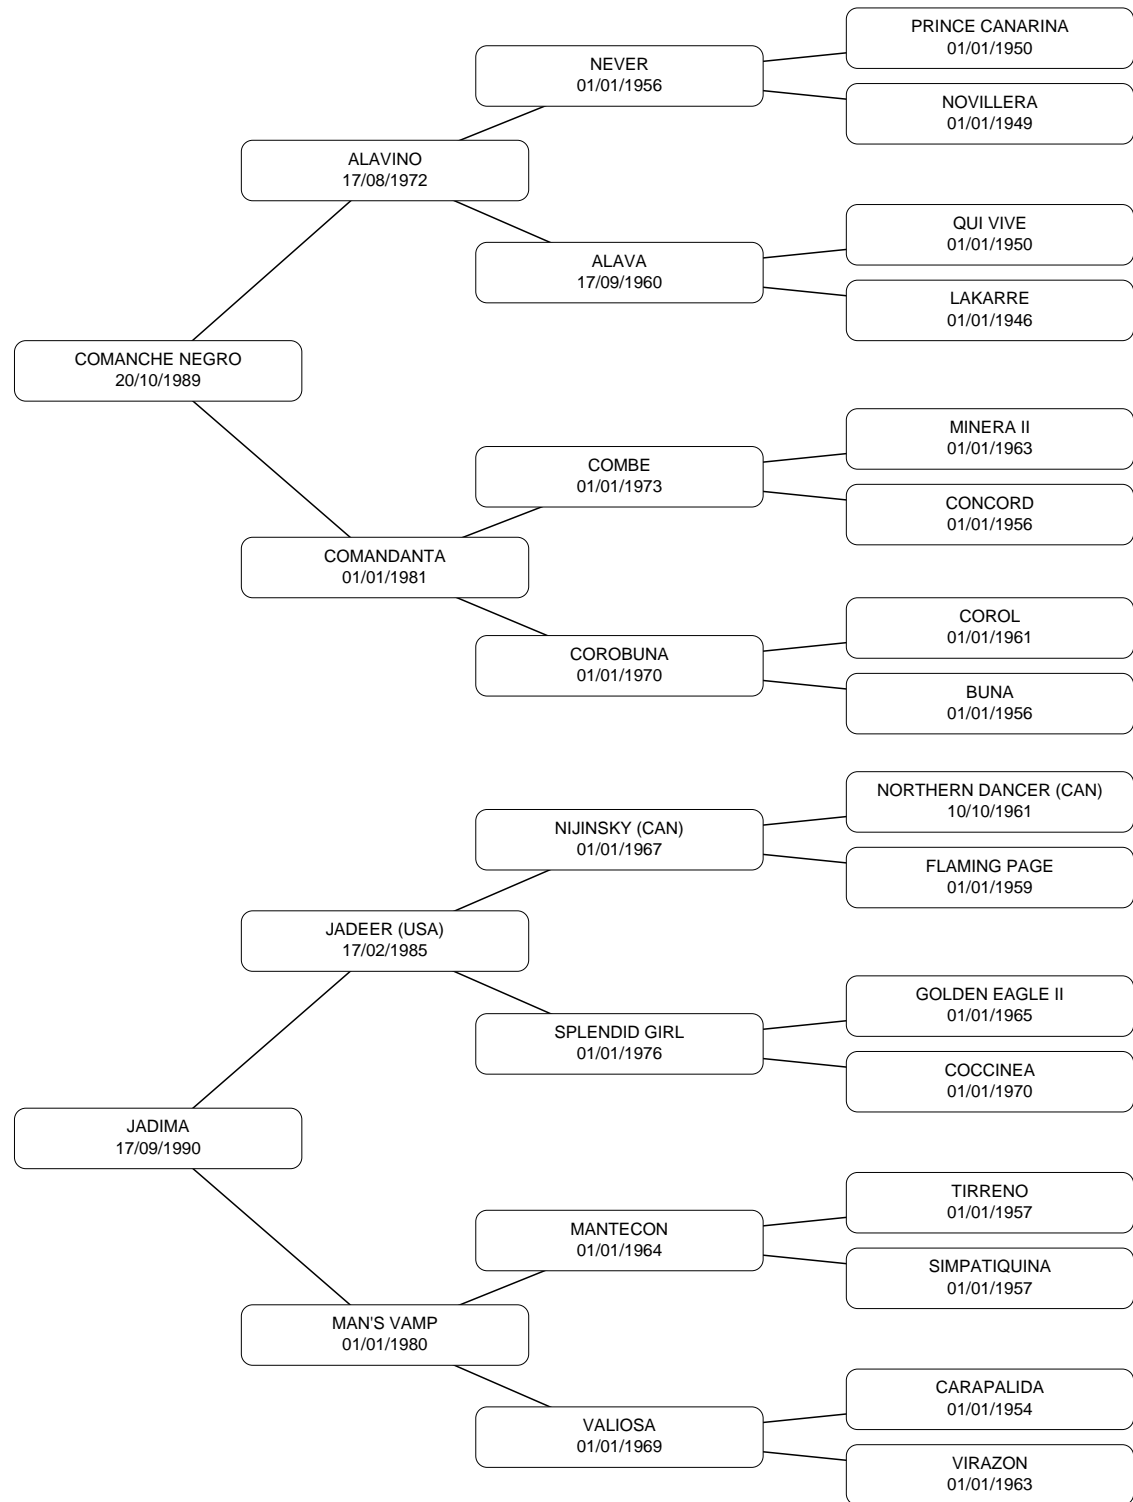 PRINCE CANARINA
01/01/1950
NEVER
01/01/1956
NOVILLERA
01/01/1949
ALAVINO
17/08/1972
QUI VIVE
01/01/1950
ALAVA
17/09/1960
LAKARRE
01/01/1946
COMANCHE NEGRO
20/10/1989
MINERA II
01/01/1963
COMBE
01/01/1973
CONCORD
01/01/1956
COMANDANTA
01/01/1981
COROL
01/01/1961
COROBUNA
01/01/1970
BUNA
01/01/1956
NORTHERN DANCER (CAN)
10/10/1961
NIJINSKY (CAN)
01/01/1967
FLAMING PAGE
01/01/1959
JADEER (USA)
17/02/1985
GOLDEN EAGLE II
01/01/1965
SPLENDID GIRL
01/01/1976
COCCINEA
01/01/1970
JADIMA
17/09/1990
TIRRENO
01/01/1957
MANTECON
01/01/1964
SIMPATIQUINA
01/01/1957
MAN'S VAMP
01/01/1980
CARAPALIDA
01/01/1954
VALIOSA
01/01/1969
VIRAZON
01/01/1963